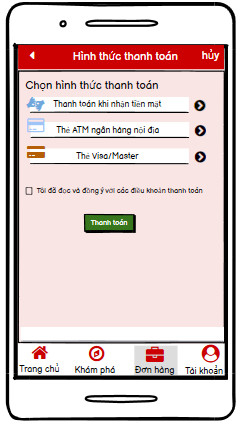 Hình thức thanh toán hủy
Chọn hình thức thanh toán
Thanh toán khi nhận tiền mặt
Thẻ ATM ngân hàng nội địa
Thẻ Visa/Master
Tôi đã đọc và đồng ý với các điều khoản thanh toán
Thanh toán
Trang chủ Khám phá Đơn hàng Tài khoản